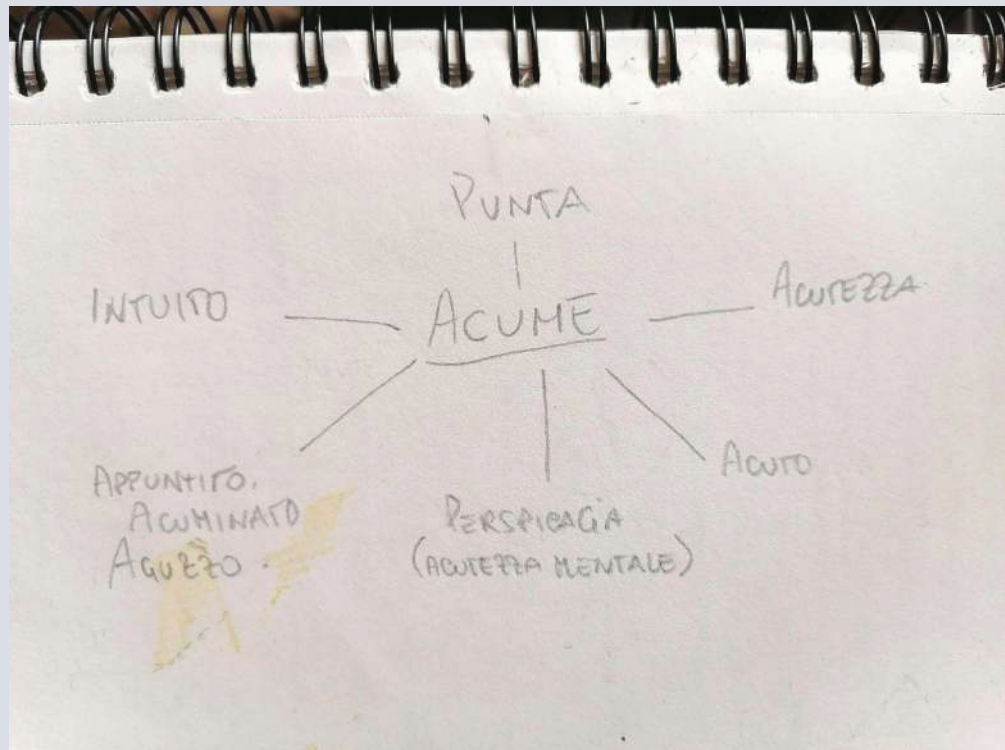 PUNTA
INTUITO
ACUME
ACUTEZZA
APPUNTITO.
ACUMINATO
AGUZZO.
PERSPICACIA
(ACUTEZZA MENTALE)
ACUTO